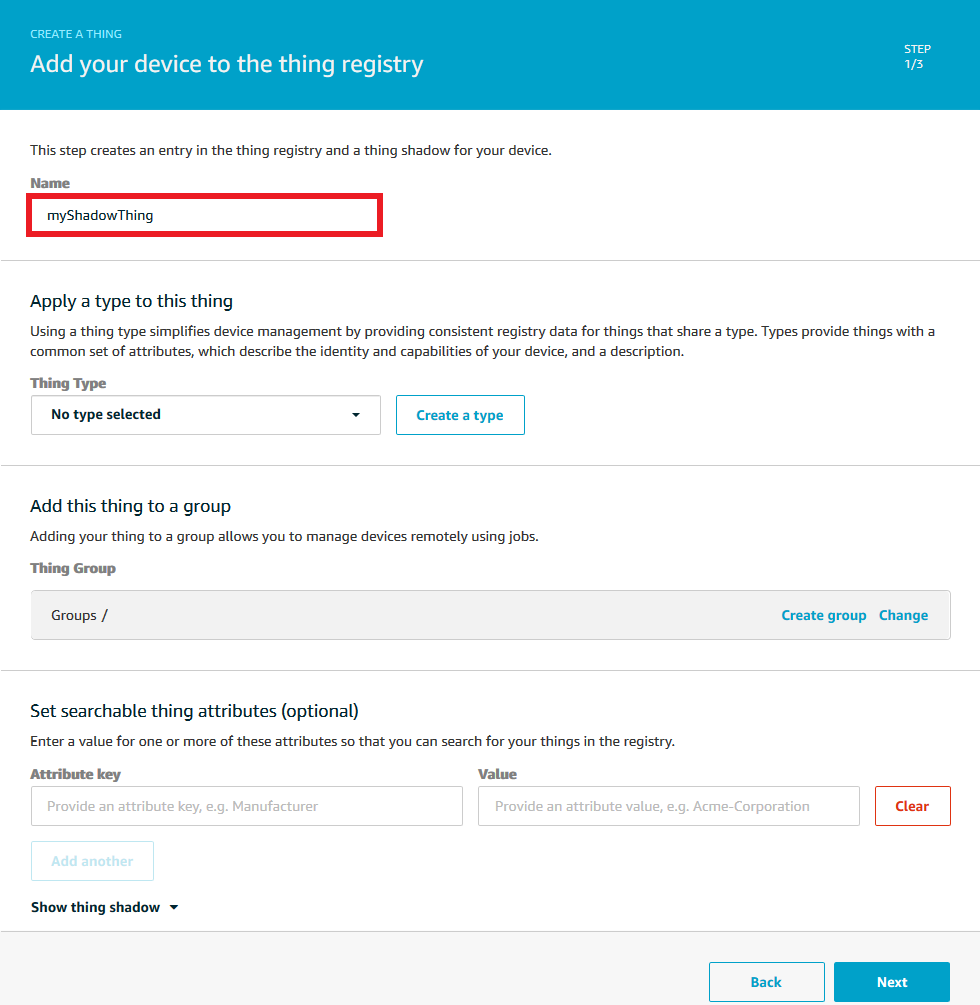 CREATE A THING
Add your device to the thing registry
STEP
1/3
This step creates an entry in the thing registry and a thing shadow for your device.
Name
myShadowThing
Apply a type to this thing
Using a thing type simplifies device management by providing consistent registry data for things that share a type. Types provide things with a
common set of attributes, which describe the identity and capabilities of your device, and a description.
Thing Type
No type selected
Create a type
Add this thing to a group
Adding your thing to a group allows you to manage devices remotely using jobs.
Thing Group
Groups /
Create group Change
Set searchable thing attributes (optional)
Enter a value for one or more of these attributes so that you can search for your things in the registry.
Attribute key
Value
Provide an attribute key, e.g. Manufacturer
Provide an attribute value, e.g. Acme-Corporation
Clear
Add another
Show thing shadow
Back
Next